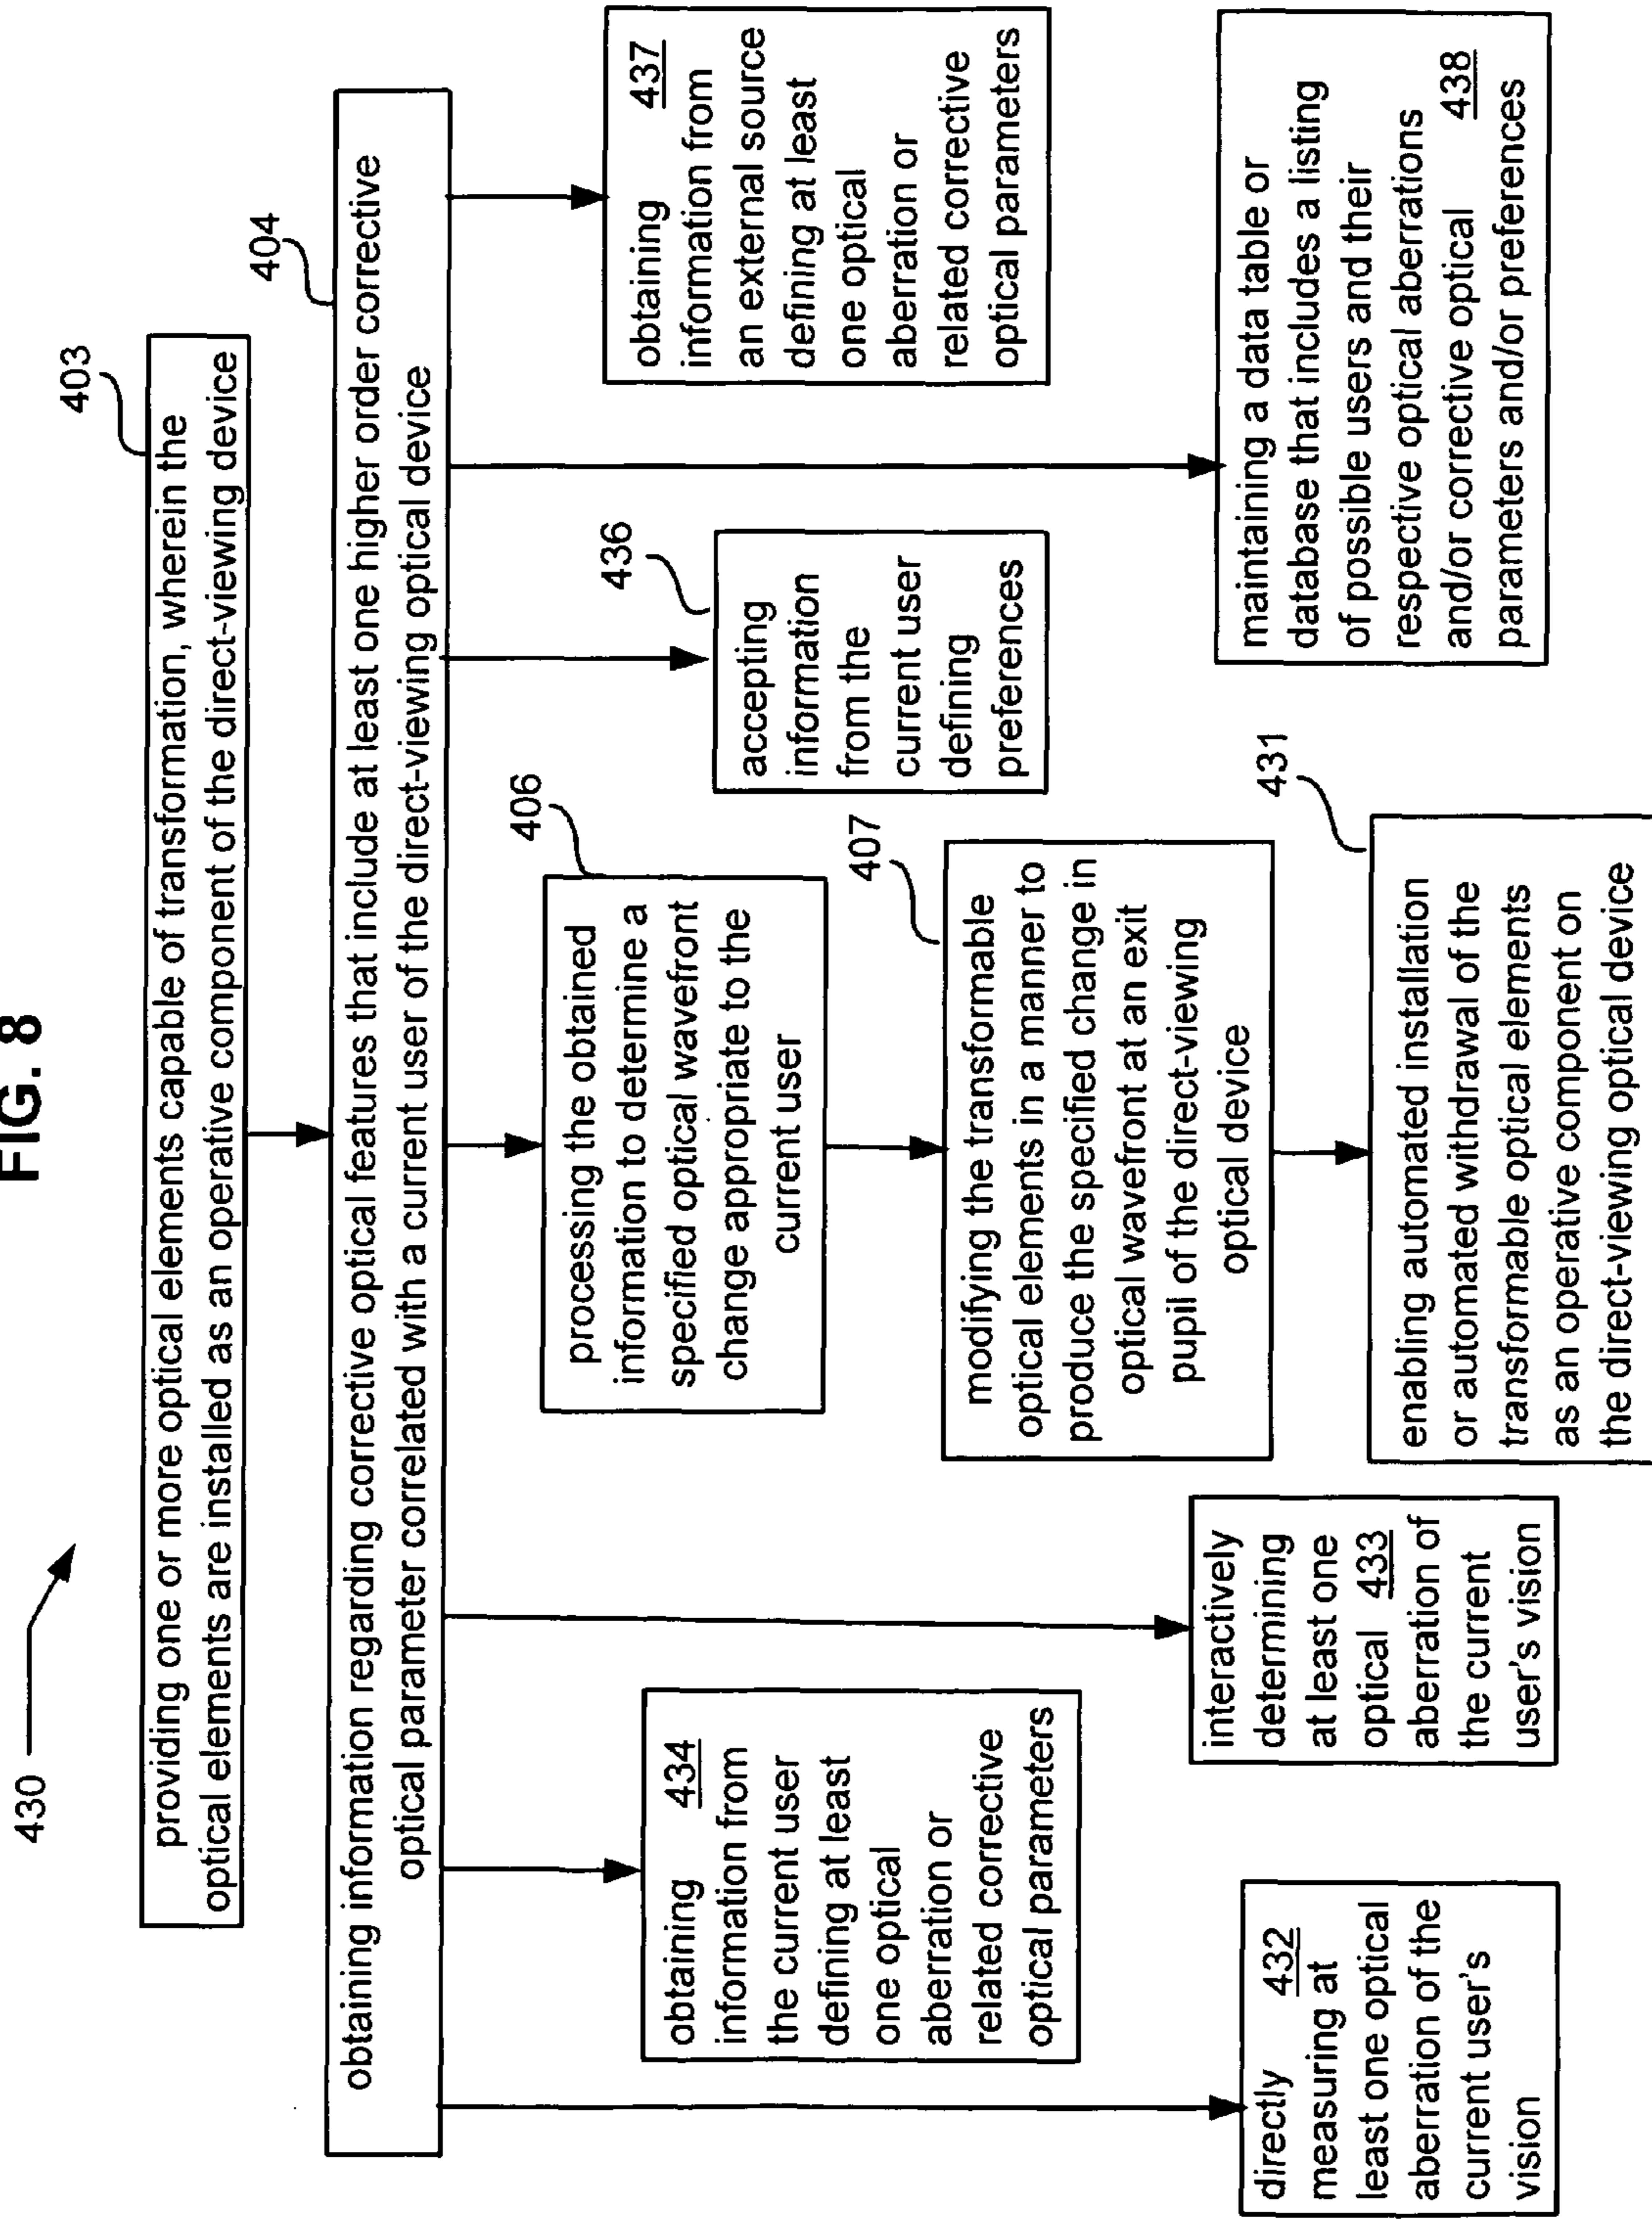 FIG. 8
430
403
providing one or more optical elements capable of transformation, wherein the
optical elements are installed as an operative component of the direct-viewing device
404
obtaining information regarding corrective optical features that include at least one higher order corrective
optical parameter correlated with a current user of the direct-viewing optical device
directly 432
measuring at
least one optical
aberration of the
current user's
vision
obtaining 434
information from
the current user
defining at least
one optical
aberration or
related corrective
optical parameters
interactively
determining
at least one
optical 433
aberration of
the current
user's vision
406
processing the obtained
information to determine a
specified optical wavefront
change appropriate to the
current user
407
modifying the transformable
optical elements in a manner to
produce the specified change in
optical wavefront at an exit
pupil of the direct-viewing
optical device
431
enabling automated installation
or automated withdrawal of the
transformable optical elements
as an operative component on
the direct-viewing optical device
436
accepting
information
from the
current user
defining
preferences
obtaining 437
information from
an external source
defining at least
one optical
aberration or
related corrective
optical parameters
maintaining a data table or
database that includes a listing
of possible users and their
respective optical aberrations
and/or corrective optical 438
parameters and/or preferences